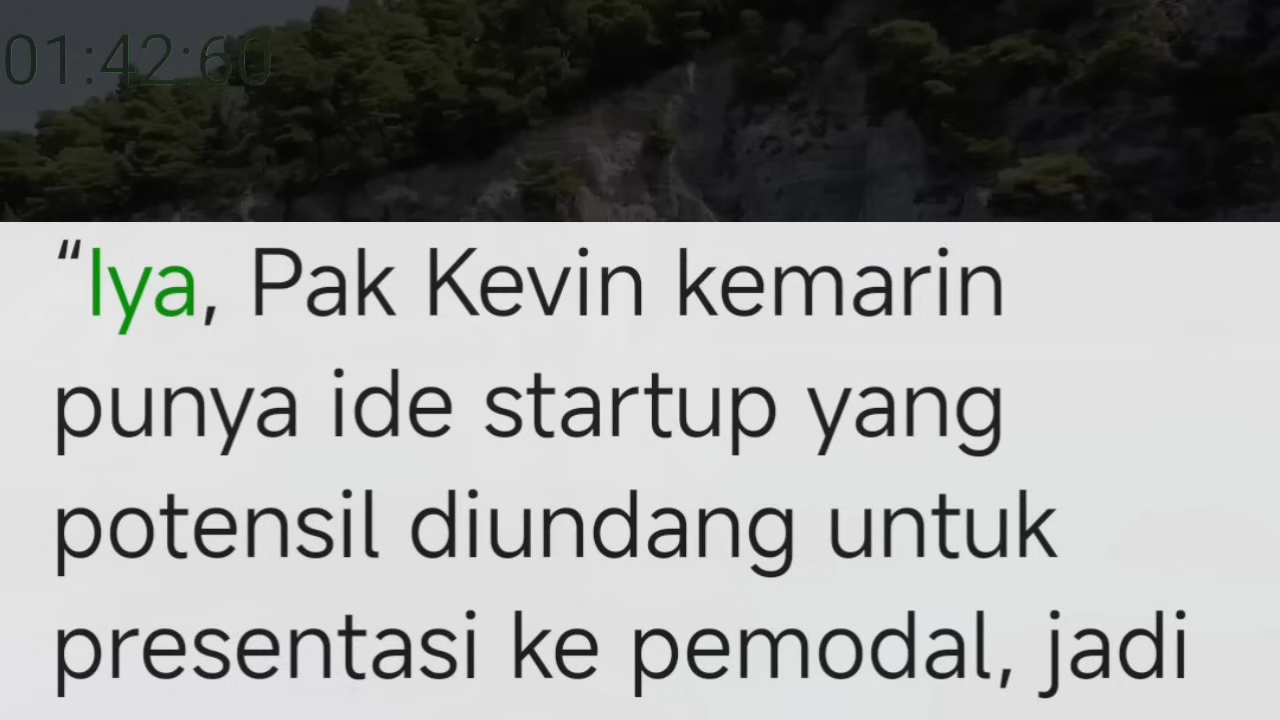 01:42:60
“Iya, Pak Kevin kemarin
punya ide startup yang
potensil diundang untuk
presentasi ke pemodal, jadi